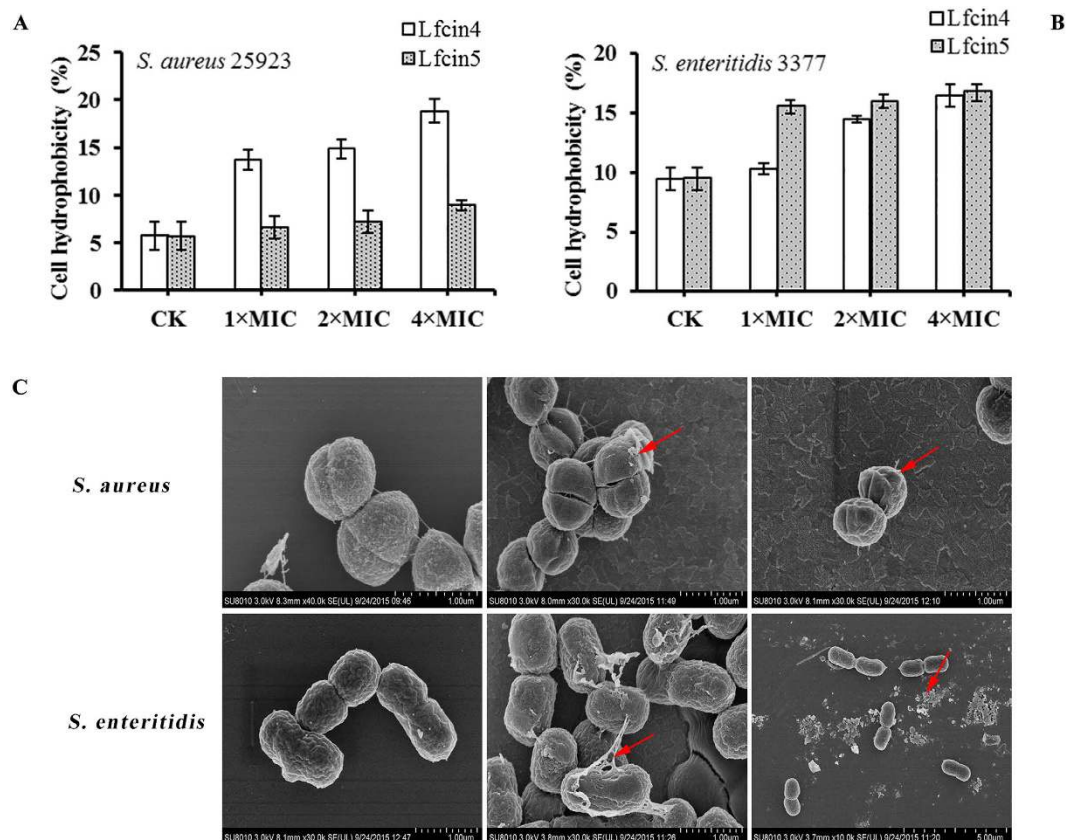 A
Lfcin4
Lfcin5
S. aureus 25923
Cell hydrophobicity (%)
25
20
15
10
5
0
CK 1×MIC 2×MIC 4×MIC
B
Lfcin4
Lfcin5
S. enteritidis 3377
Cell hydrophobicity (%)
20
15
10
5
0
CK 1×MIC 2×MIC 4×MIC
C
S. aureus
SU8010 3.0kV 8.3mm x40.0k SE(UL) 9/24/2015 09:46 1.00um
SU8010 3.0kV 8.0mm x30.0k SE(UL) 9/24/2015 11:49 1.00um
SU8010 3.0kV 8.1mm x30.0k SE(UL) 9/24/2015 12:10 1.00um
S. enteritidis
SU8010 3.0kV 8.1mm x30.0k SE(UL) 9/24/2015 12:47 1.00um
SU8010 3.0kV 3.8mm x30.0k SE(UL) 9/24/2015 11:26 1.00um
SU8010 3.0kV 3.7mm x10.0k SE(UL) 9/24/2015 11:20 5.00um